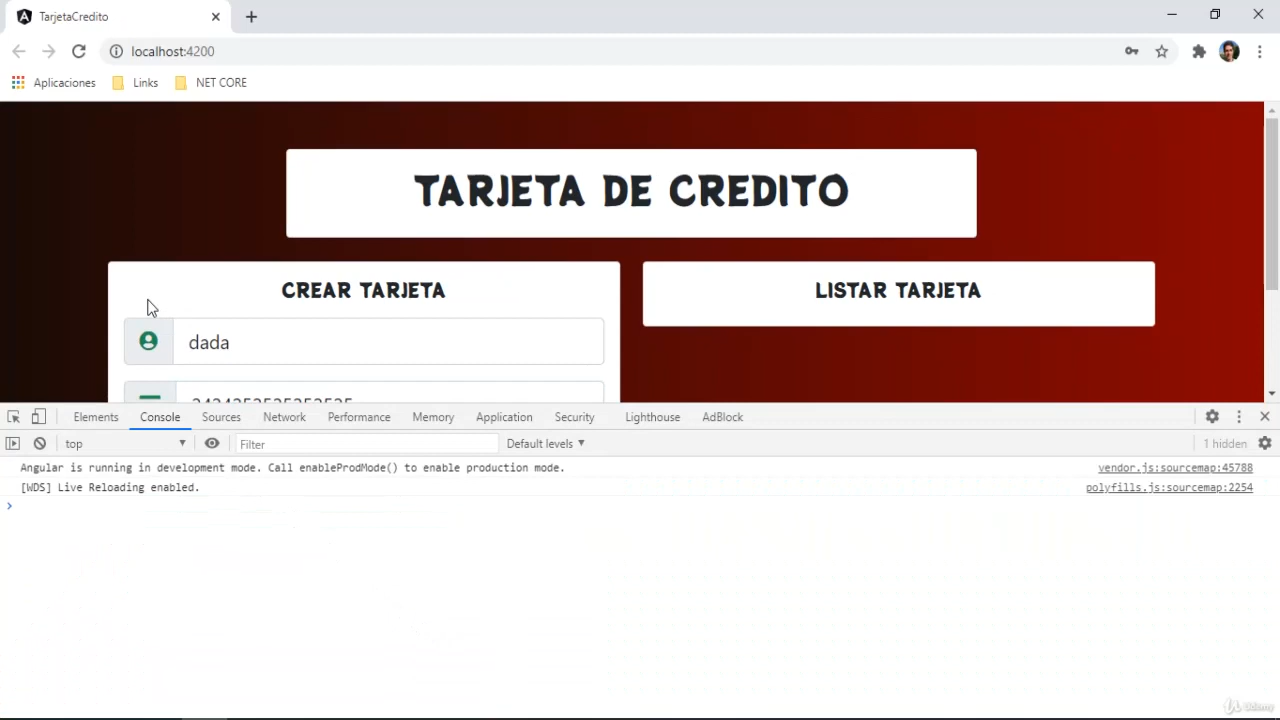 TarjetaCredito
localhost:4200
Aplicaciones Links NET CORE
TARJETA DE CREDITO
CREAR TARJETA
LISTAR TARJETA
dada
Elements Console Sources Network Performance Memory Application Security Lighthouse AdBlock
top Filter Default levels 1 hidden
Angular is running in development mode. Call enableProdMode() to enable production mode. vendor.js:sourcemap:45788
[WDS] Live Reloading enabled. polyfills.js:sourcemap:2254
Udemy